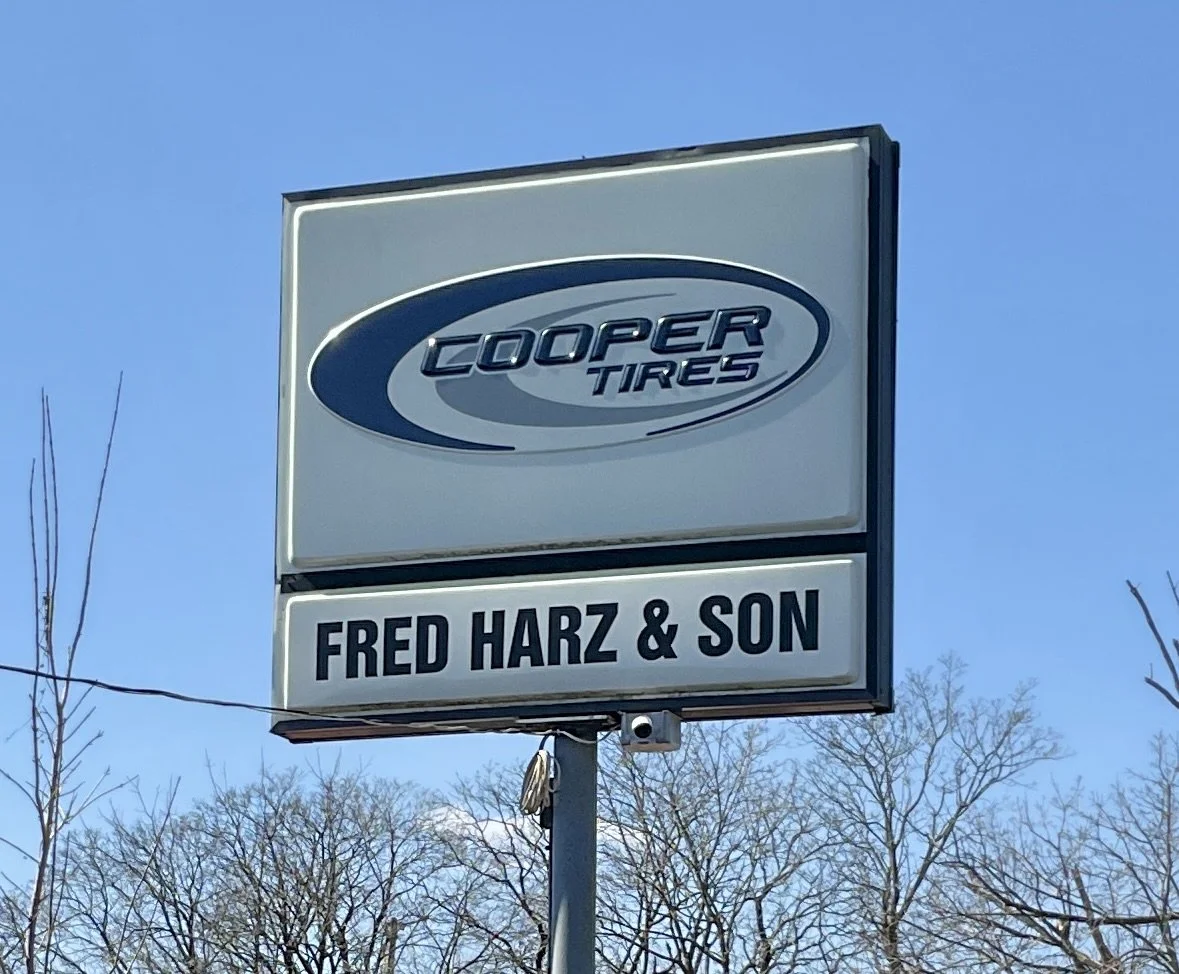 COOPER
TIRES
FRED HARZ & SON